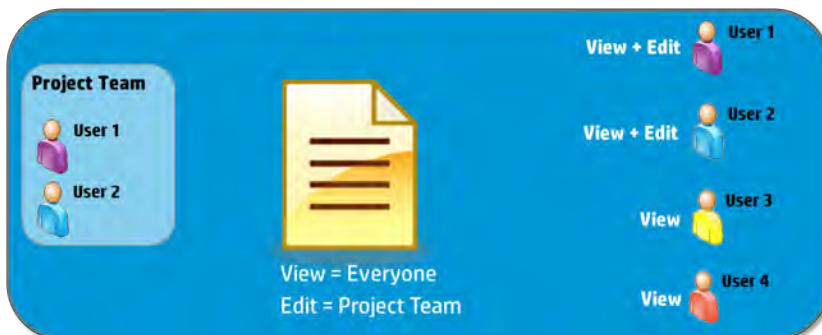 Project Team
User 1
User 2
View = Everyone
Edit = Project Team
View + Edit User 1
View + Edit User 2
View User 3
View User 4